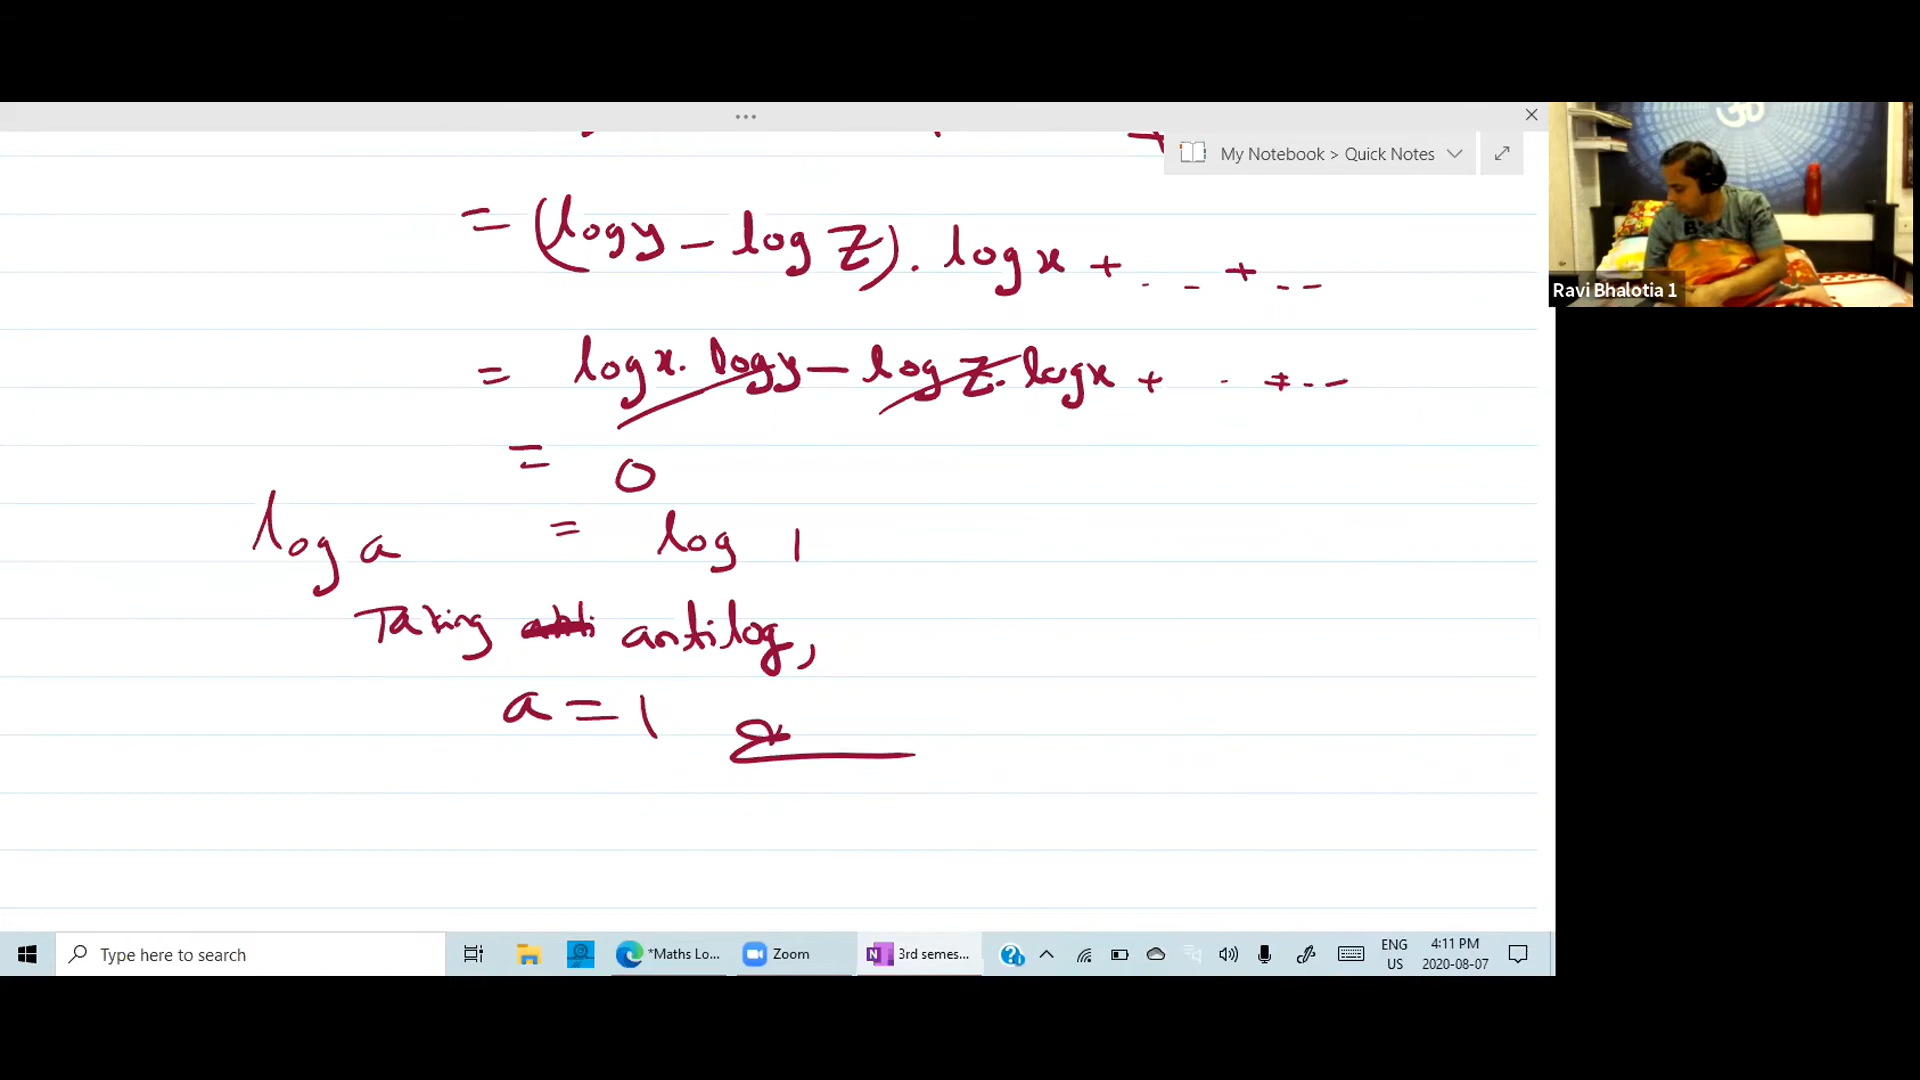 My Notebook > Quick Notes
= (log y - log z). log x + . . - + - -
= log x. log y - log z. log x + . + . -
= 0
log a = log 1
Taking antilog,
a = 1
Ravi Bhalotia 1
Type here to search
*Maths Lo...
Zoom
3rd semes...
ENG
US
4:11 PM
2020-08-07